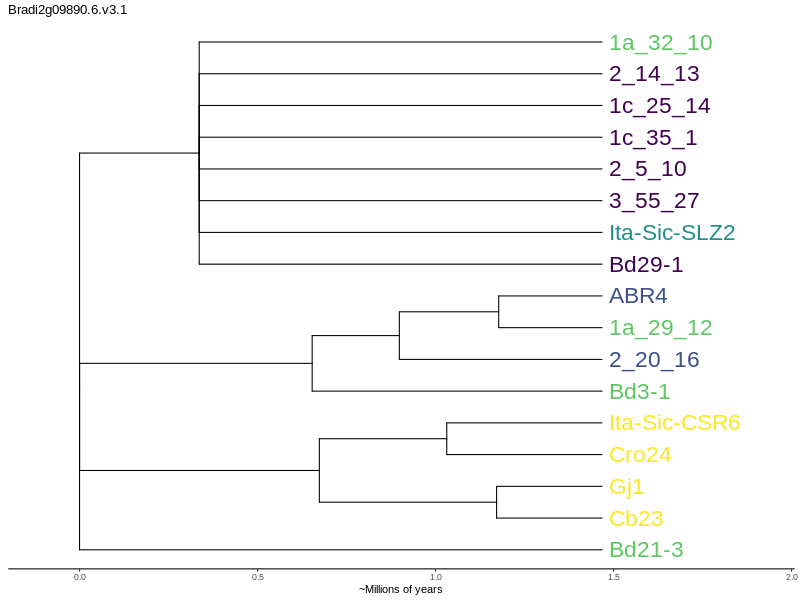 Bradi2g09890.6.v3.1
1a_32_10
2_14_13
1c_25_14
1c_35_1
2_5_10
3_55_27
Ita-Sic-SLZ2
Bd29-1
ABR4
1a_29_12
2_20_16
Bd3-1
Ita-Sic-CSR6
Cro24
Gj1
Cb23
Bd21-3
0.0 0.5 1.0 1.5 2.0
~Millions of years